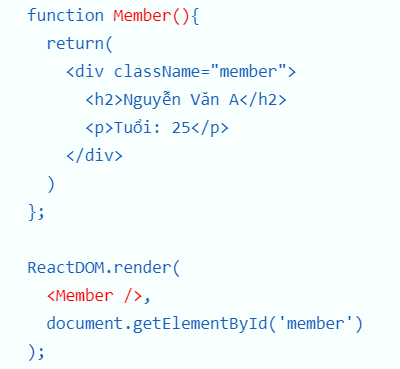 function Member(){
  return(
    <div className="member">
      <h2>Nguyễn Văn A</h2>
      <p>Tuổi: 25</p>
    </div>
  )
};

ReactDOM.render(
  <Member />,
  document.getElementById('member')
);